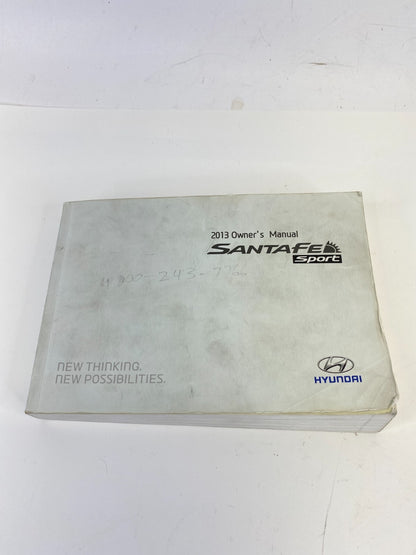 2013 Owner's Manual
SANTAFE
Sport
NEW THINKING.
NEW POSSIBILITIES.
HYUNDAI